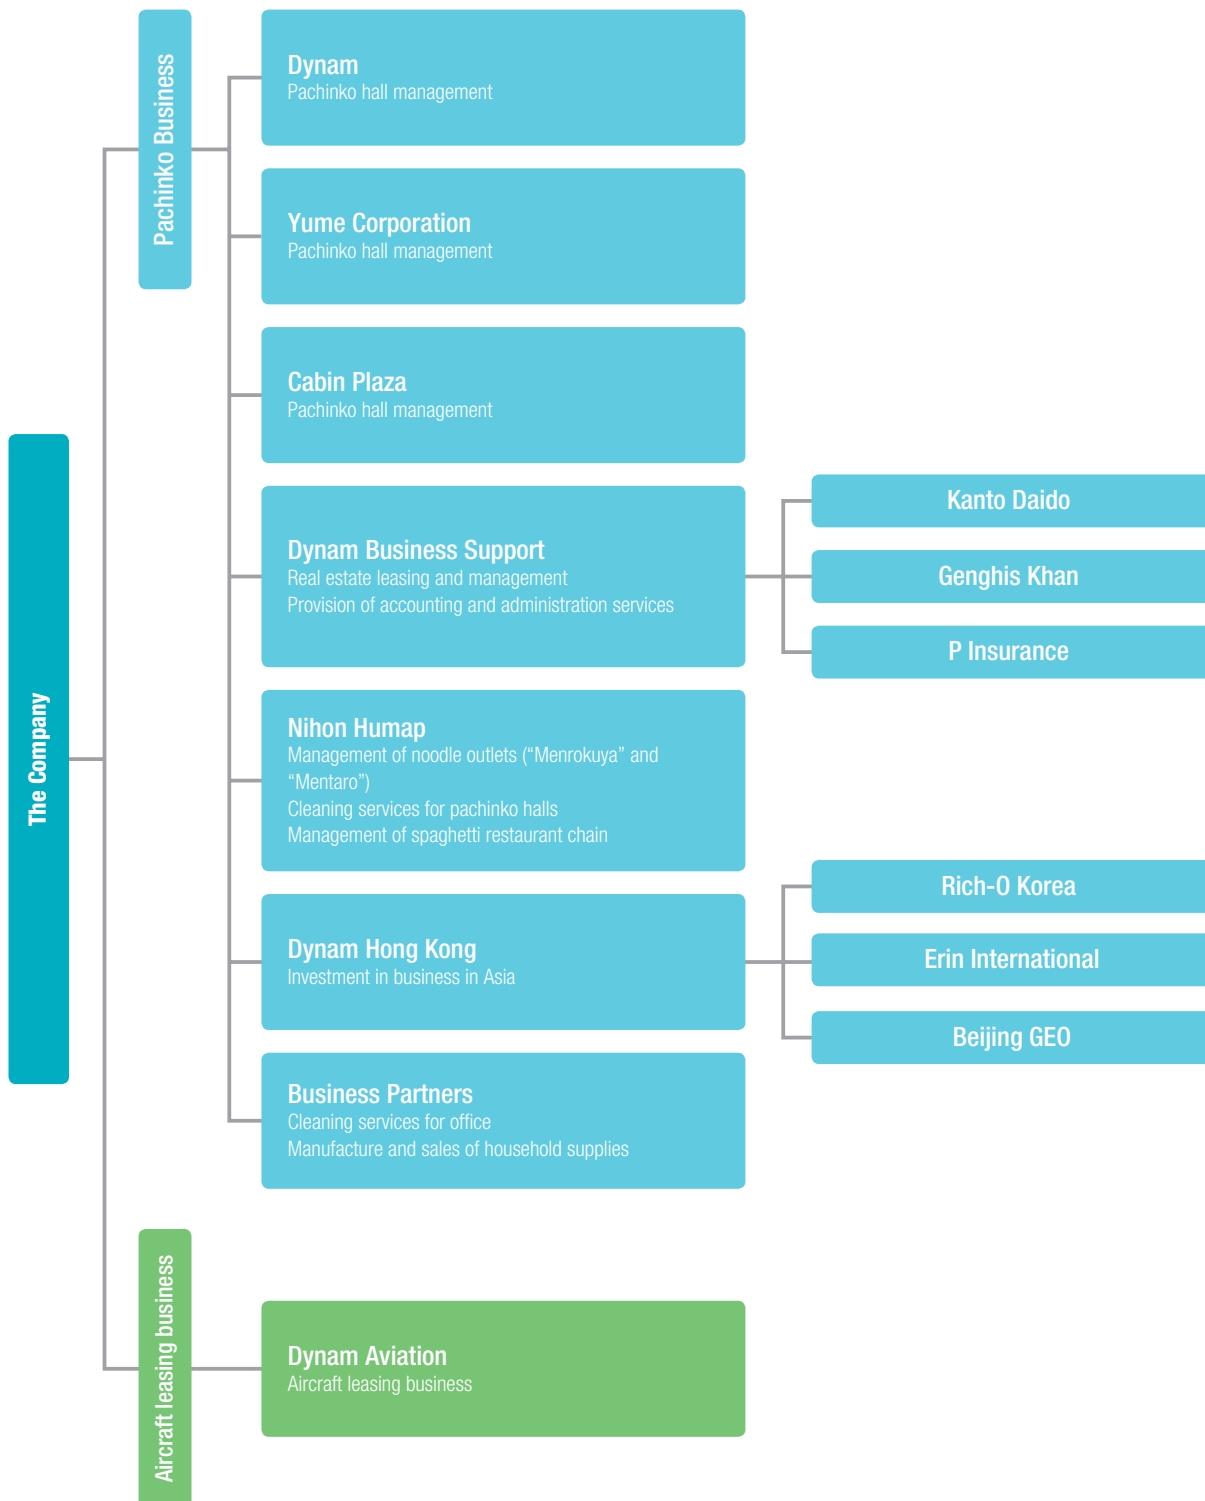 The Company
Pachinko Business
Dynam
Pachinko hall management
Yume Corporation
Pachinko hall management
Cabin Plaza
Pachinko hall management
Dynam Business Support
Real estate leasing and management
Provision of accounting and administration services
Kanto Daido
Genghis Khan
P Insurance
Nihon Humap
Management of noodle outlets (“Menrokuya” and
“Mentaro”)
Cleaning services for pachinko halls
Management of spaghetti restaurant chain
Dynam Hong Kong
Investment in business in Asia
Rich-O Korea
Erin International
Beijing GEO
Business Partners
Cleaning services for office
Manufacture and sales of household supplies
Aircraft leasing business
Dynam Aviation
Aircraft leasing business